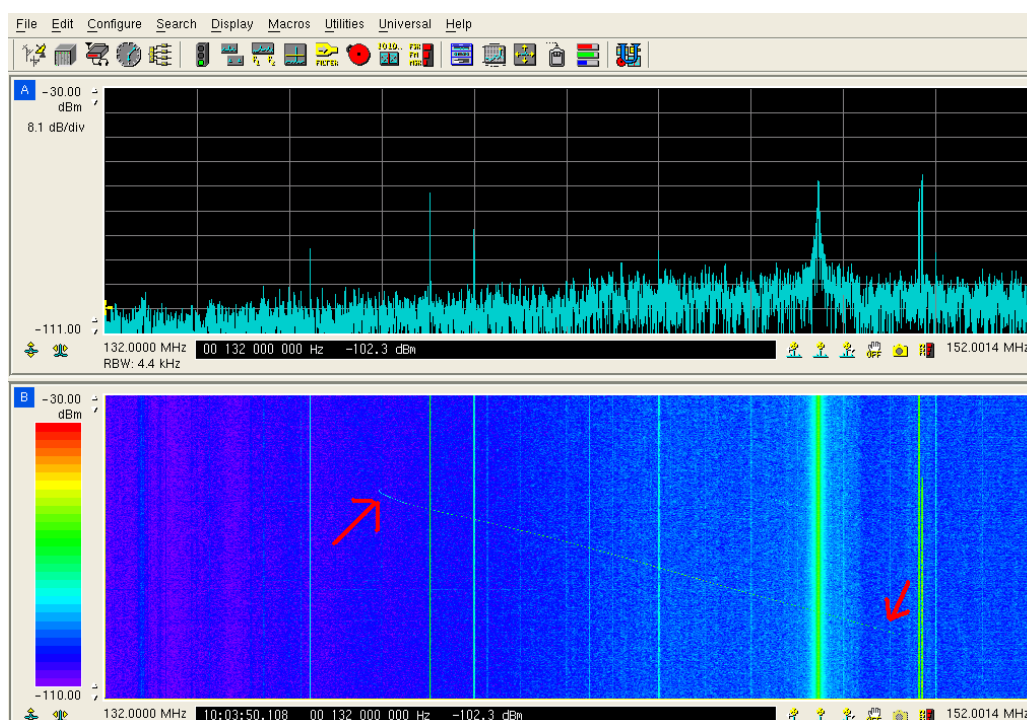 File Edit Configure Search Display Macros Utilities Universal Help
FILTER
A -30.00
dBm
8.1 dB/div
-111.00
132.0000 MHz 00 132 000 000 Hz -102.3 dBm OFF 152.0014 MHz
RBW: 4.4 kHz
B -30.00
dBm
-110.00
132.0000 MHz 10:03:50.108 00 132 000 000 Hz -102.3 dBm OFF 152.0014 MHz